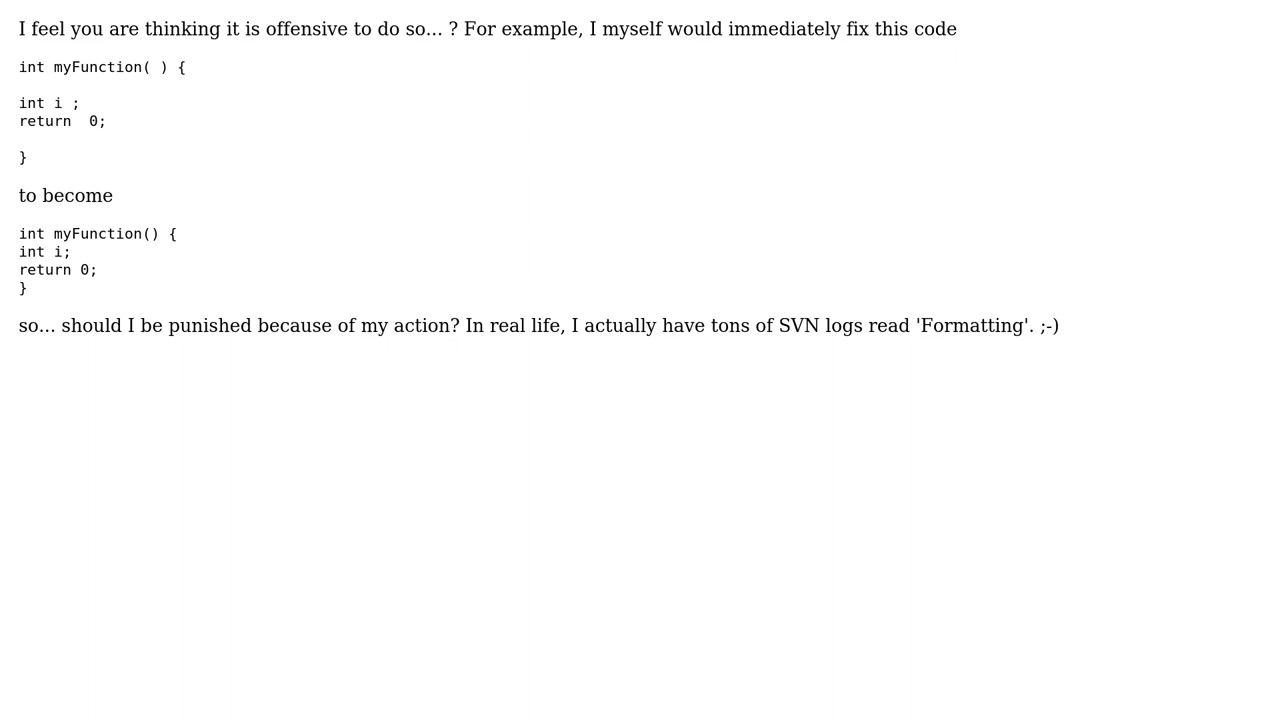 I feel you are thinking it is offensive to do so... ? For example, I myself would immediately fix this code
int myFunction( ) {
int i ;
return  0;
}
to become
int myFunction() {
int i;
return 0;
}
so... should I be punished because of my action? In real life, I actually have tons of SVN logs read 'Formatting'. ;-)